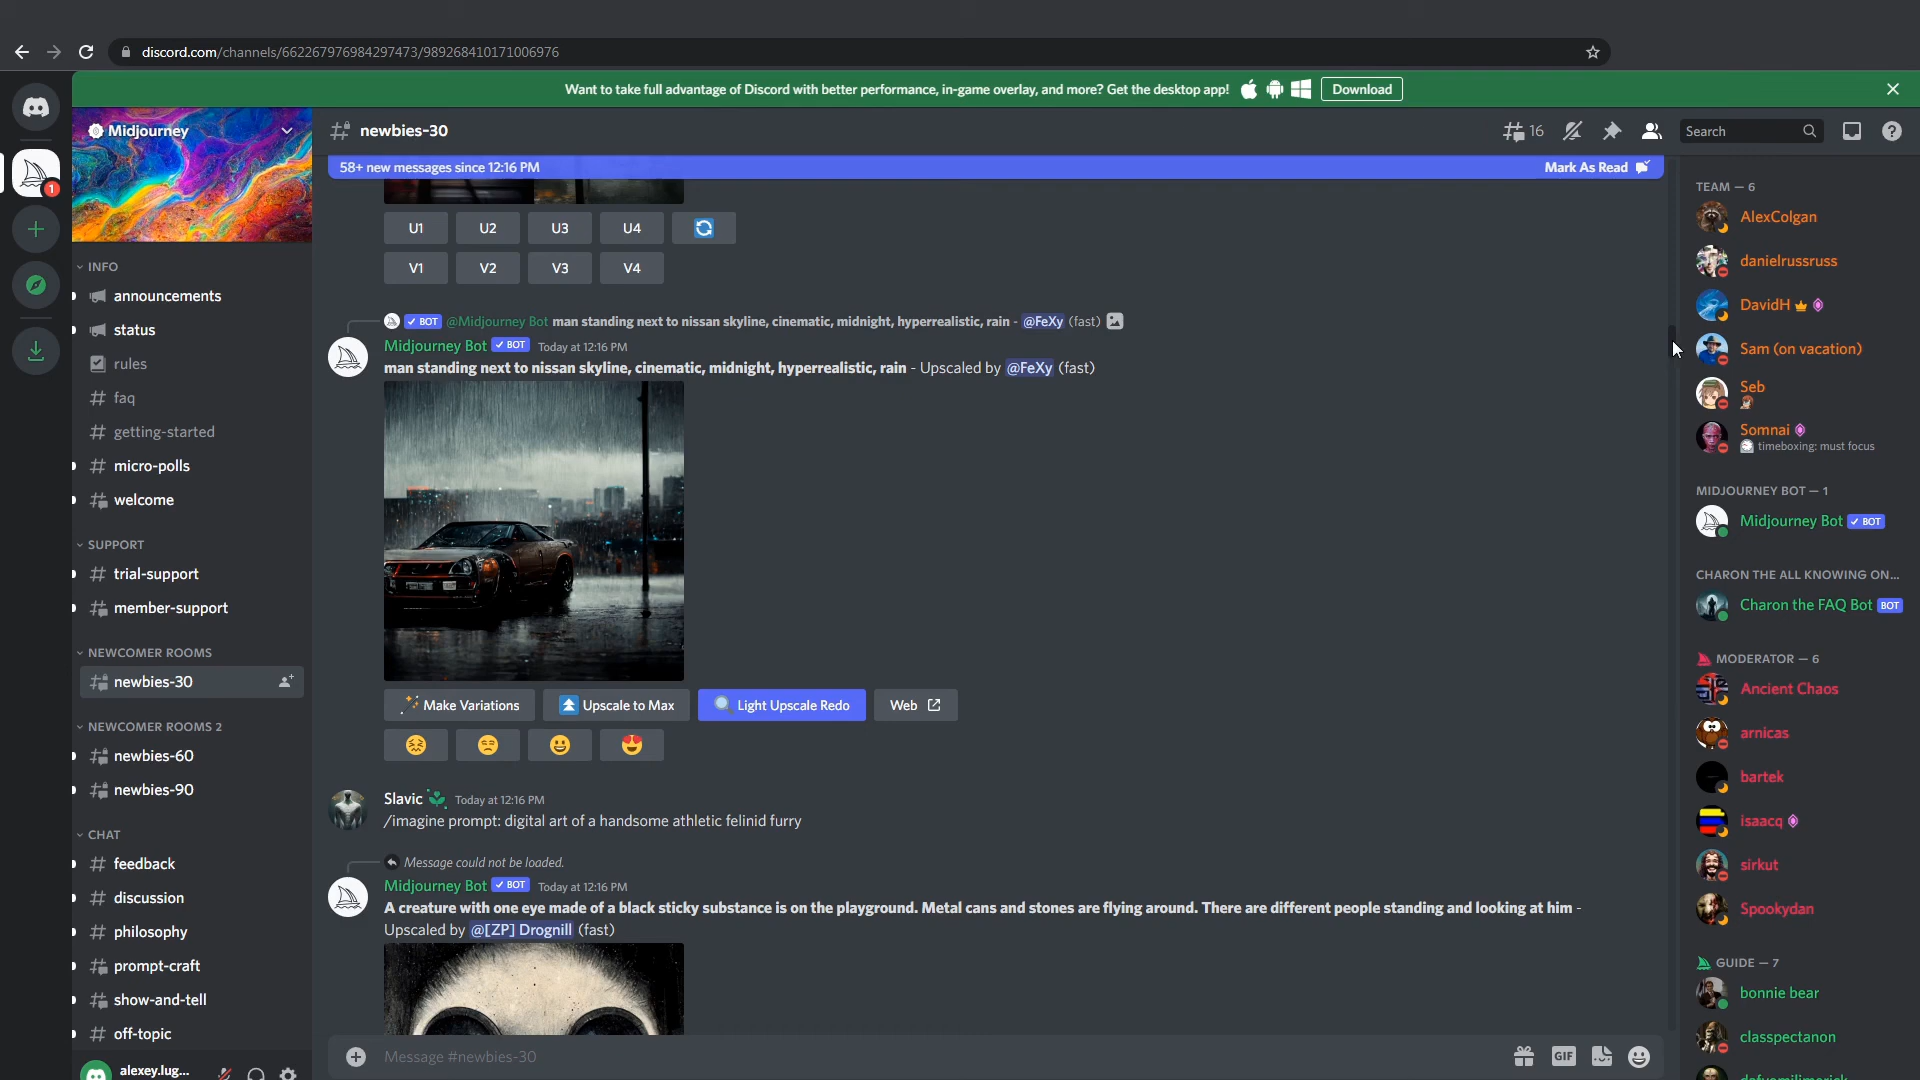 discord.com/channels/662267976984297473/989268410171006976
Want to take full advantage of Discord with better performance, in-game overlay, and more? Get the desktop app!
Download
Midjourney
newbies-30
16
Search
1
58+ new messages since 12:16 PM
Mark As Read
INFO
announcements
status
rules
faq
getting-started
micro-polls
welcome
SUPPORT
trial-support
member-support
NEWCOMER ROOMS
newbies-30
NEWCOMER ROOMS 2
newbies-60
newbies-90
CHAT
feedback
discussion
philosophy
prompt-craft
show-and-tell
off-topic
alexey.lug...
U1 U2 U3 U4
V1 V2 V3 V4
BOT @Midjourney Bot man standing next to nissan skyline, cinematic, midnight, hyperrealistic, rain - @FeXy (fast)
Midjourney Bot BOT Today at 12:16 PM
man standing next to nissan skyline, cinematic, midnight, hyperrealistic, rain - Upscaled by @FeXy (fast)
Make Variations Upscale to Max Light Upscale Redo Web
Slavic Today at 12:16 PM
/imagine prompt: digital art of a handsome athletic felinid furry
Message could not be loaded.
Midjourney Bot BOT Today at 12:16 PM
A creature with one eye made of a black sticky substance is on the playground. Metal cans and stones are flying around. There are different people standing and looking at him -
Upscaled by @[ZP] Drognill (fast)
Message #newbies-30
GIF
TEAM — 6
AlexColgan
danielrussruss
DavidH
Sam (on vacation)
Seb
Somnai
timeboxing: must focus
MIDJOURNEY BOT — 1
Midjourney Bot BOT
CHARON THE ALL KNOWING ON...
Charon the FAQ Bot BOT
MODERATOR — 6
Ancient Chaos
arnicas
bartek
isaacq
sirkut
Spookydan
GUIDE — 7
bonnie bear
classpectanon